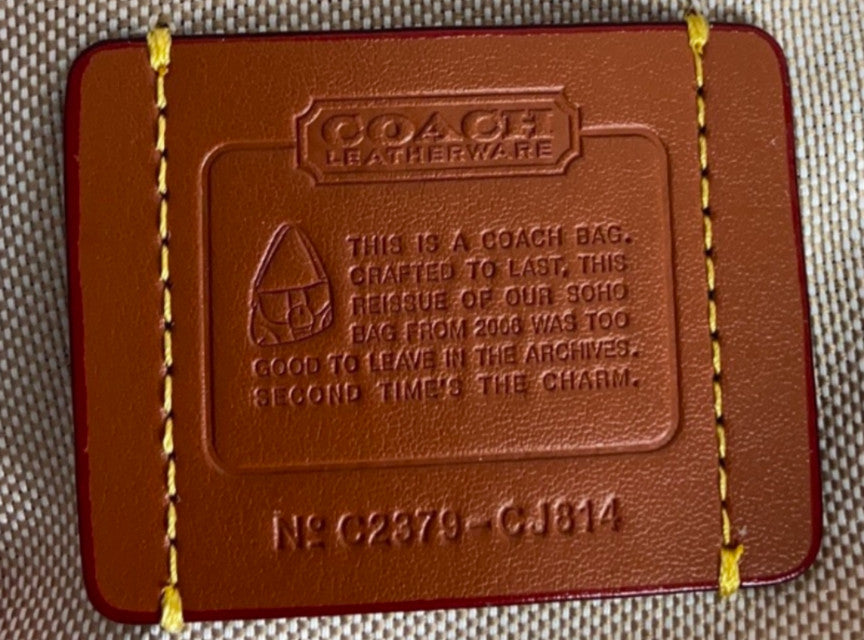 COACH
LEATHERWARE
THIS IS A COACH BAG.
CRAFTED TO LAST, THIS
REISSUE OF OUR SOHO
BAG FROM 2006 WAS TOO
GOOD TO LEAVE IN THE ARCHIVES.
SECOND TIME'S THE CHARM.
Nº C2379-CJ814